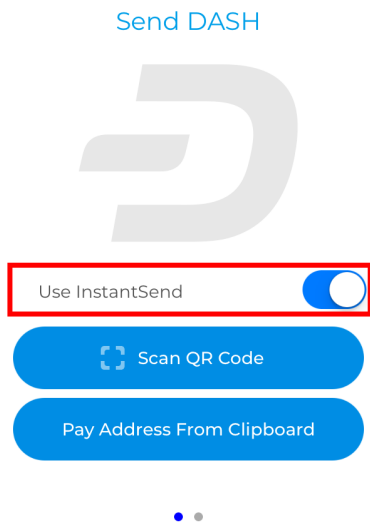 Send DASH
Use InstantSend
Scan QR Code
Pay Address From Clipboard